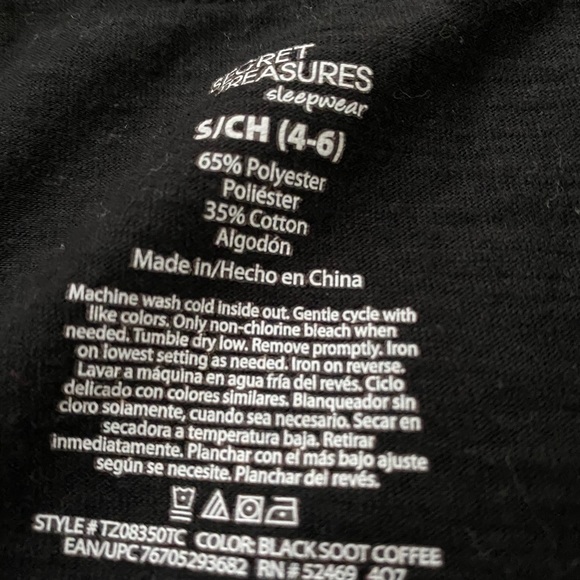 SECRET
TREASURES
sleepwear
S/CH (4-6)
65% Polyester
Poliéster
35% Cotton
Algodón
Made in/Hecho en China
Machine wash cold inside out. Gentle cycle with
like colors. Only non-chlorine bleach when
needed. Tumble dry low. Remove promptly. Iron
on lowest setting as needed. Iron on reverse.
Lavar a máquina en agua fría del revés. Ciclo
delicado con colores similares. Blanqueador sin
cloro solamente, cuando sea necesario. Secar en
secadora a temperatura baja. Retirar
inmediatamente. Planchar con el más bajo ajuste
según se necesite. Planchar del revés.
STYLE # TZ08350TC COLOR: BLACK SOOT COFFEE
EAN/UPC 76705293682 RN # 52469 4Q7